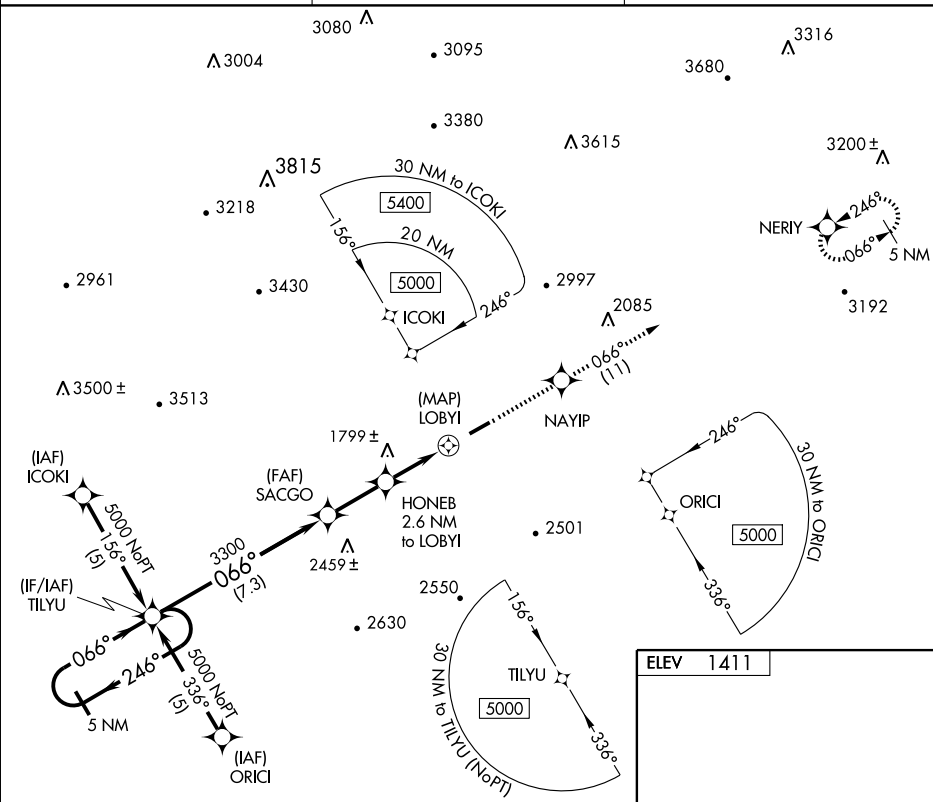 3080
3004
3095
3316
3680
3380
3615
3200 ±
3815
30 NM to ICOKI
5400
3218
156°
20 NM
246°
NERIY
066°
5 NM
2961
3430
5000
2997
246°
3192
ICOKI
2085
066°
(11)
3500 ±
3513
(MAP)
LOBYI
NAYIP
1799 ±
246°
30 NM to ORICI
(IAF)
ICOKI
(FAF)
SACGO
HONEB
2.6 NM
to LOBYI
ORICI
5000
5000 NoPT
156°
(5)
3300
066°
(7.3)
2459 ±
2501
336°
(IF/IAF)
TILYU
2550
2630
156°
066°
246°
5000 NoPT
336°
(5)
30 NM to TILYU (NoPT)
TILYU
5000
336°
ELEV 1411
5 NM
(IAF)
ORICI